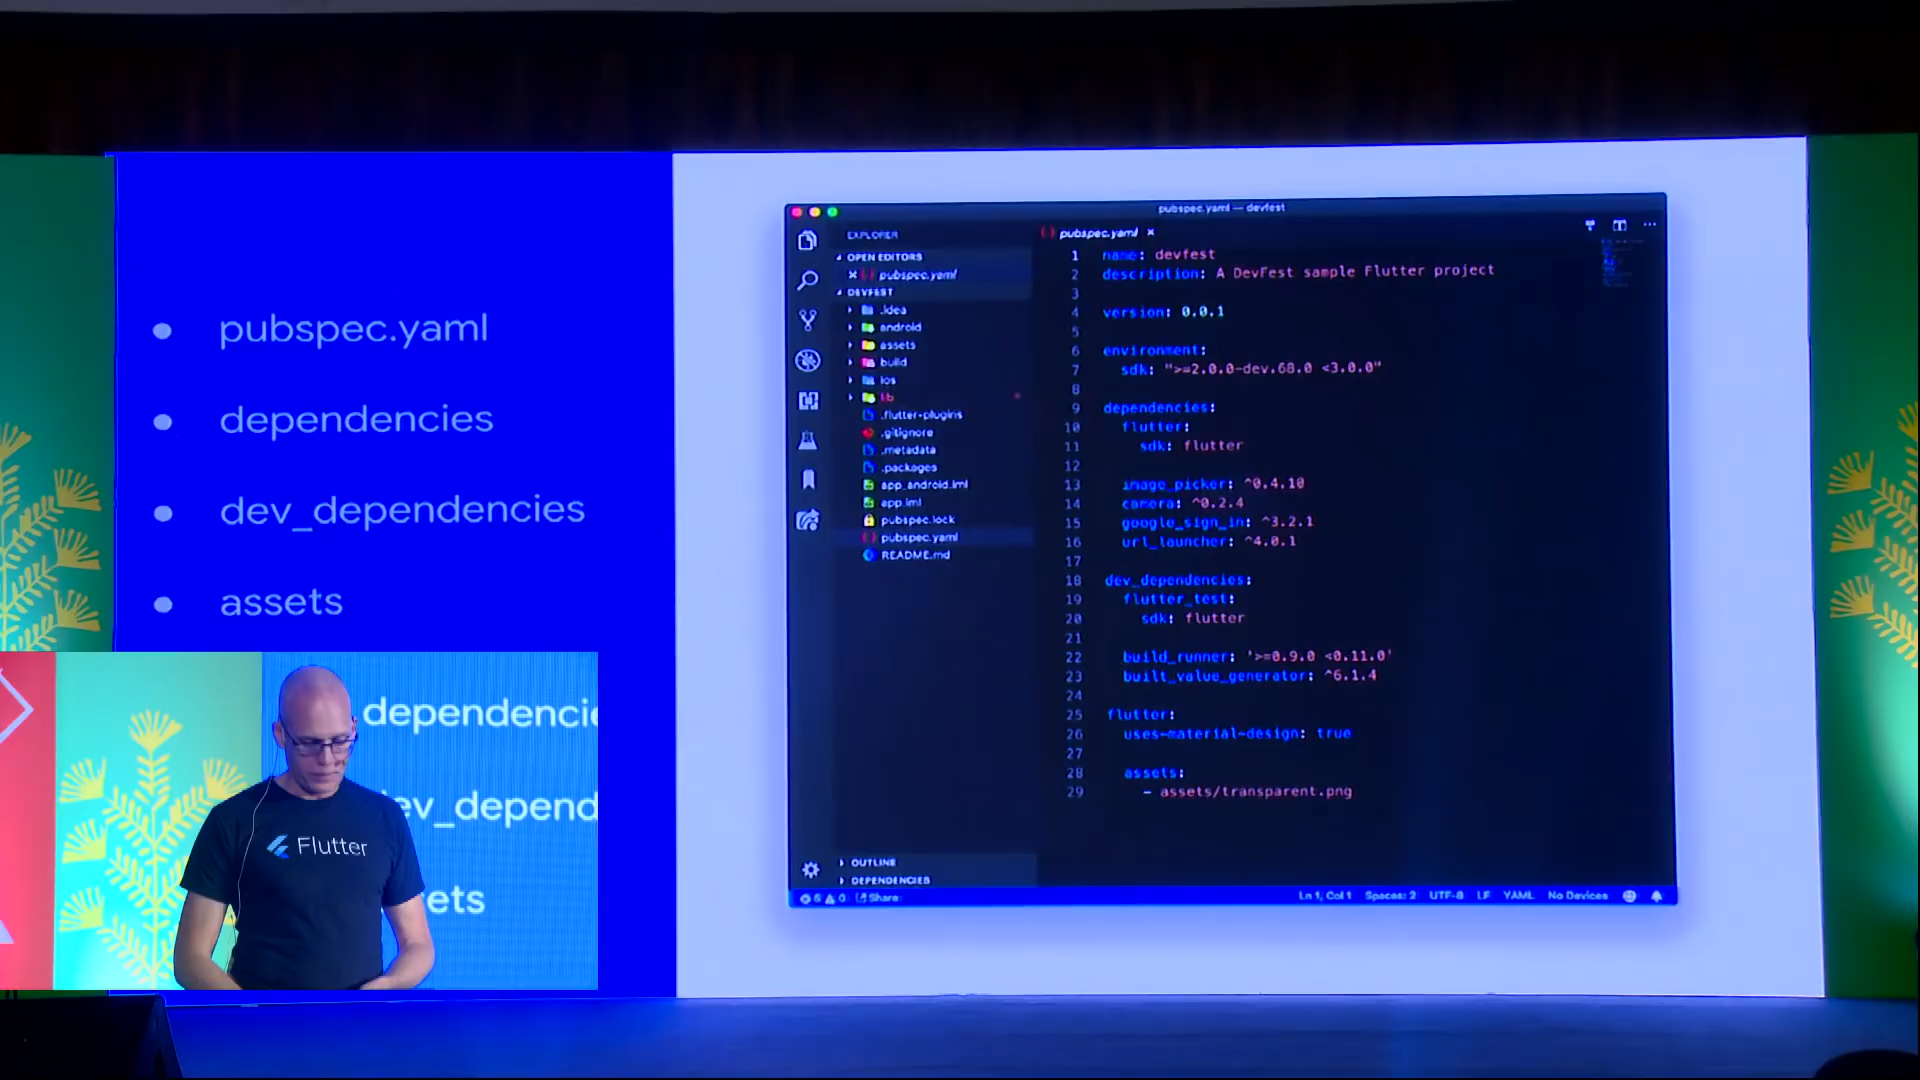 pubspec.yaml
dependencies
dev_dependencies
assets
pubspec.yaml — devfest
EXPLORER
OPEN EDITORS
pubspec.yaml
DEVFEST
.idea
android
assets
build
ios
lib
.flutter-plugins
.gitignore
.metadata
.packages
app_android.iml
app.iml
pubspec.lock
pubspec.yaml
README.md
OUTLINE
DEPENDENCIES
pubspec.yaml
1 name: devfest
2 description: A DevFest sample Flutter project
3
4 version: 0.0.1
5
6 environment:
7 sdk: ">=2.0.0-dev.68.0 <3.0.0"
8
9 dependencies:
10 flutter:
11 sdk: flutter
12
13 image_picker: ^0.4.10
14 camera: ^0.2.4
15 google_sign_in: ^3.2.1
16 url_launcher: ^4.0.1
17
18 dev_dependencies:
19 flutter_test:
20 sdk: flutter
21
22 build_runner: '>=0.9.0 <0.11.0'
23 built_value_generator: ^6.1.4
24
25 flutter:
26 uses-material-design: true
27
28 assets:
29 - assets/transparent.png
6 0 Share Ln 1, Col 1 Spaces: 2 UTF-8 LF YAML No Devices
dependenci
ev_depend
ets
Flutter